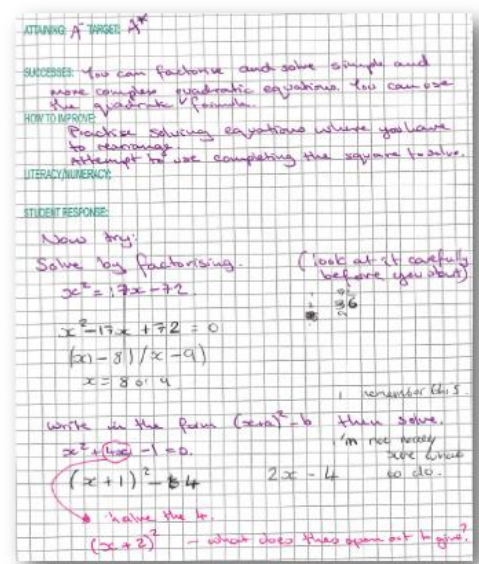 ATTAINING: A⁻ TARGET: A*
SUCCESSES: You can factorise and solve simple and
more complex quadratic equations. You can use
the quadratic formula.
HOW TO IMPROVE:
Practise solving equations where you have
to rearrange.
Attempt to use completing the square to solve.
LITERACY/NUMERACY:
STUDENT RESPONSE:
Now try:
Solve by factorising. (look at it carefully
before you start)
x² = 17x - 72
36
x² - 17x + 72 = 0
(x - 8)(x - 9)
x = 8 or 9
remember this
write in the form (x+a)² - b then solve.
x² + 4x - 1 = 0.
i'm not really
sure what
to do.
(x + 1)² - 4 2x - 4
halve the 4.
(x + 2)² - what does this open out to give?